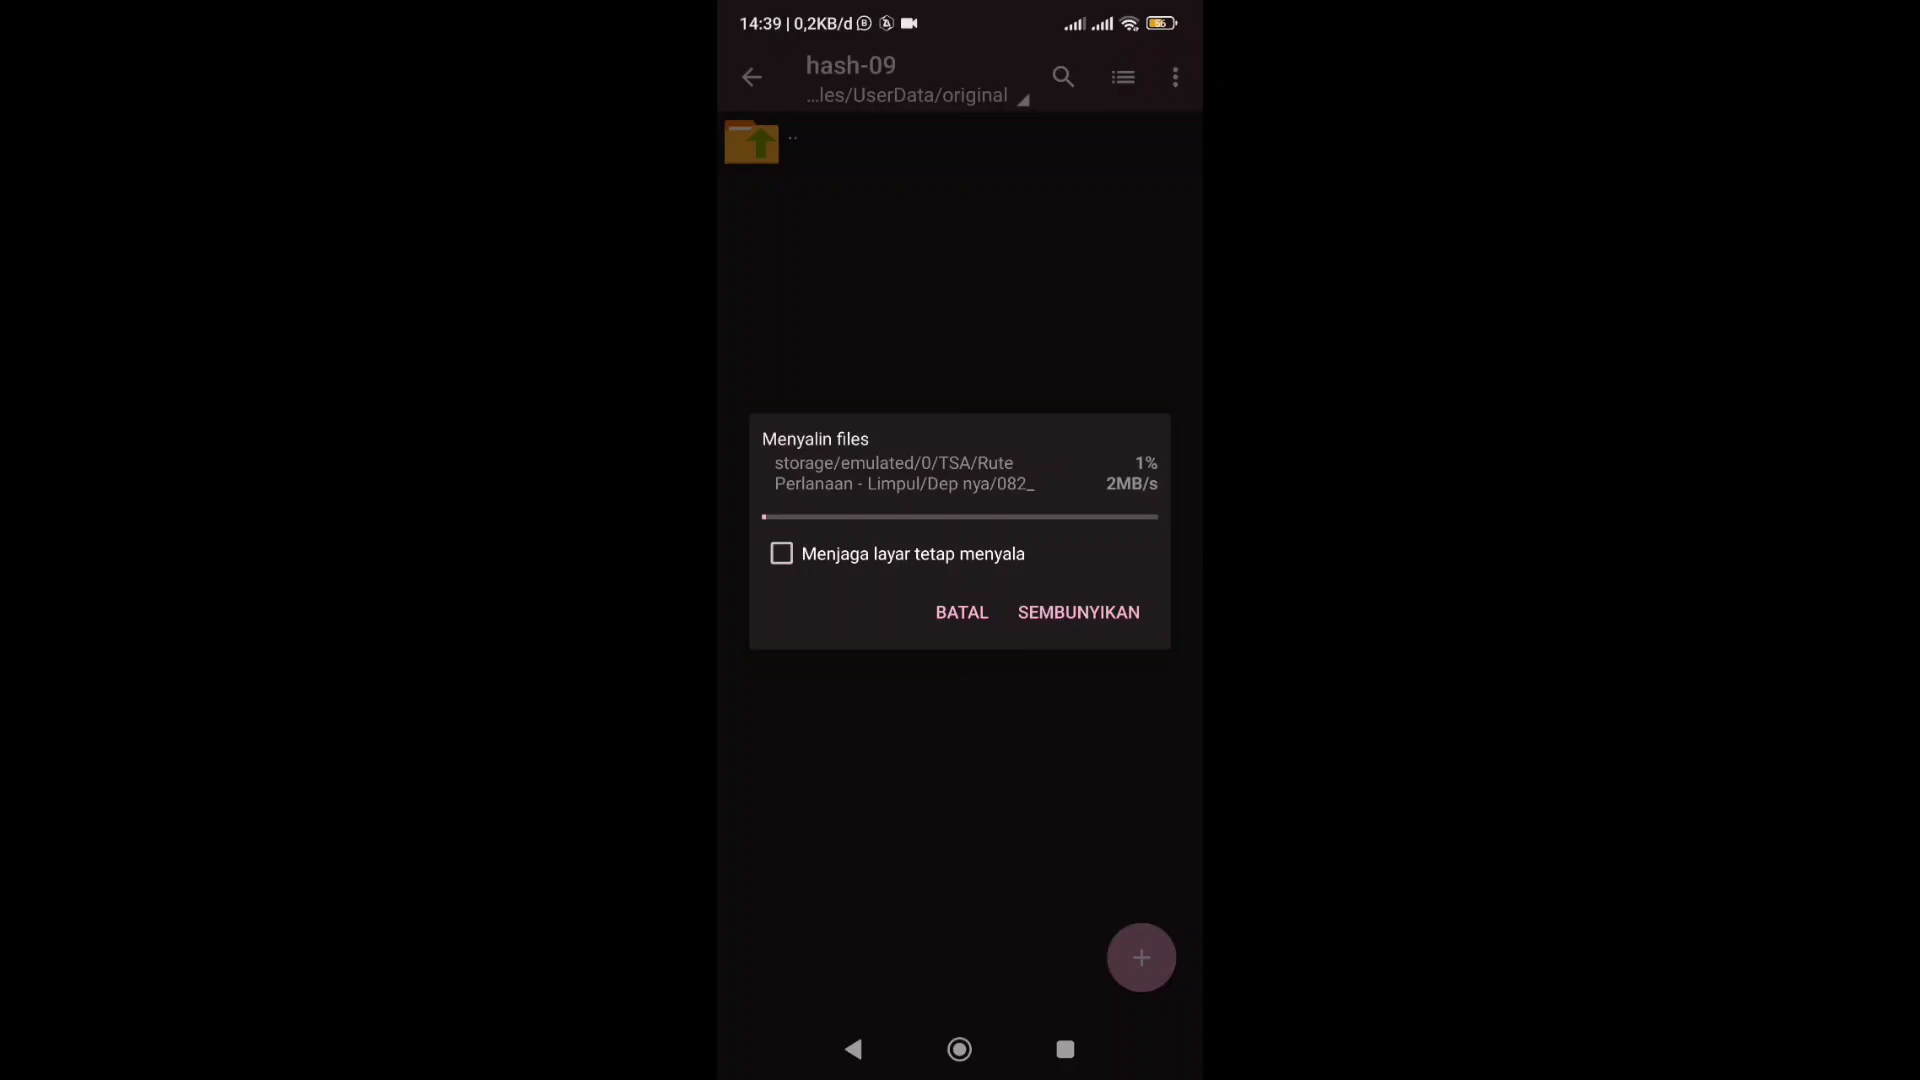 14:39 | 0,2KB/d
56
hash-09
...les/UserData/original
..
Menyalin files
storage/emulated/0/TSA/Rute 1%
Perlanaan - Limpul/Dep nya/082_ 2MB/s
Menjaga layar tetap menyala
BATAL SEMBUNYIKAN